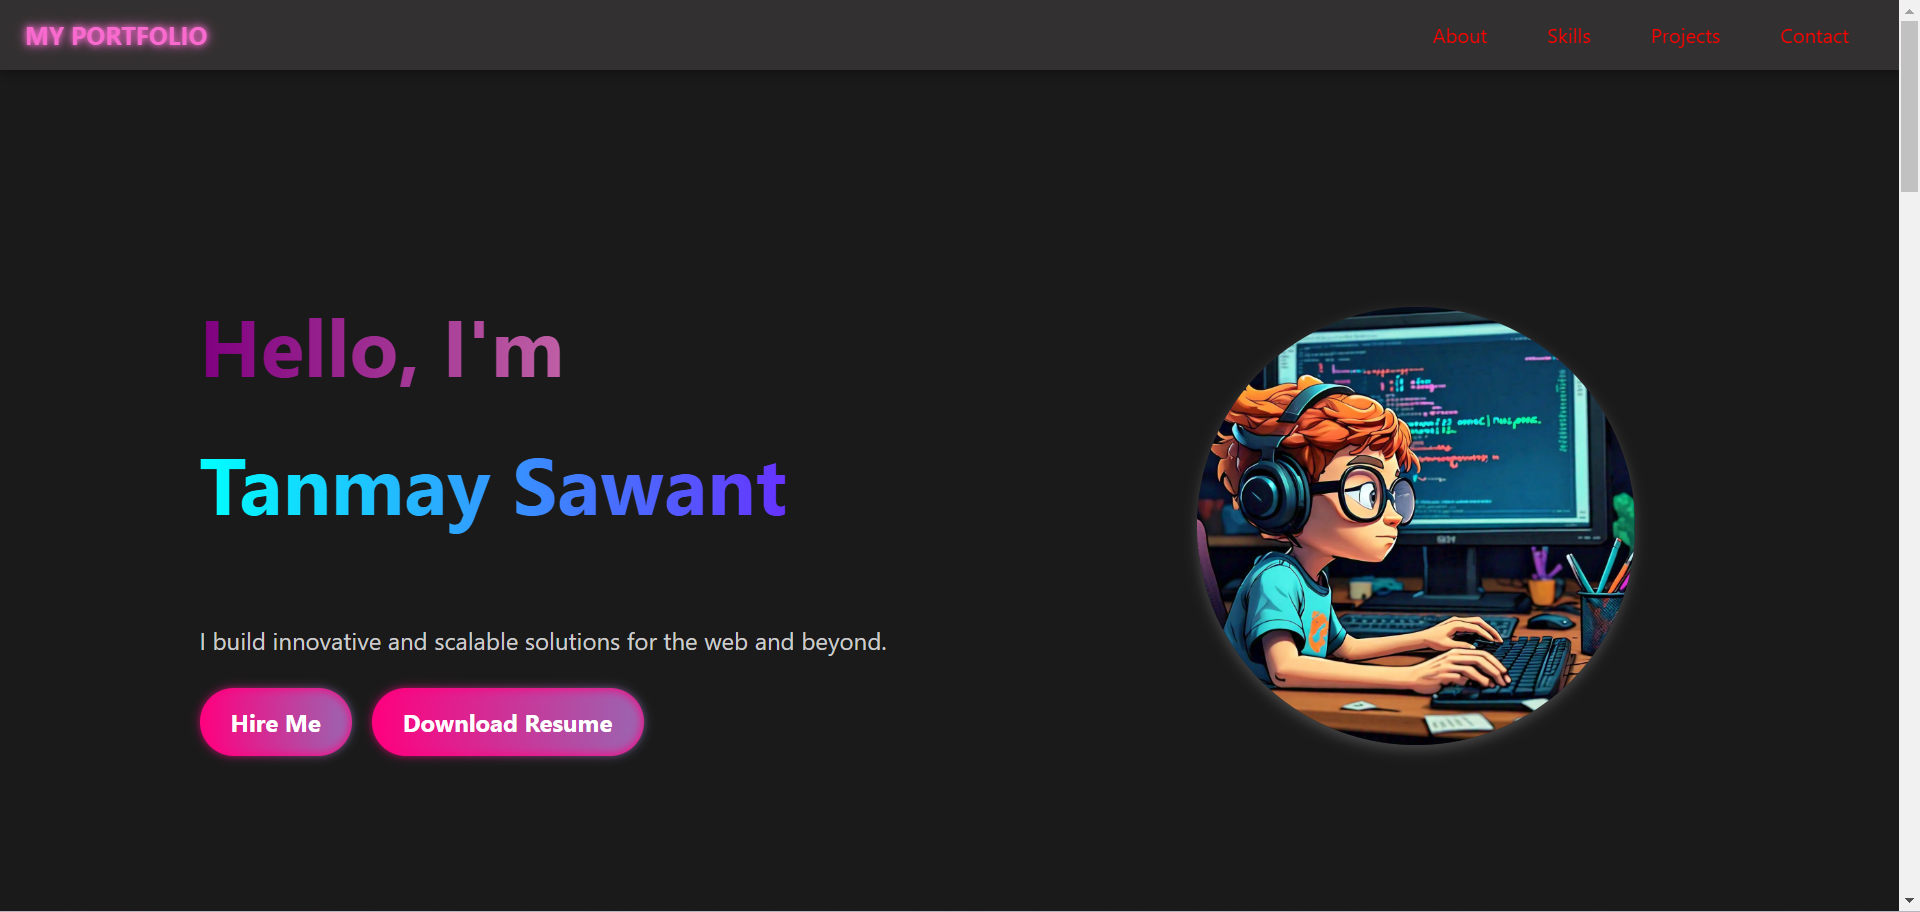 MY PORTFOLIO
About Skills Projects Contact
Hello, I'm
Tanmay Sawant
I build innovative and scalable solutions for the web and beyond.
Hire Me Download Resume